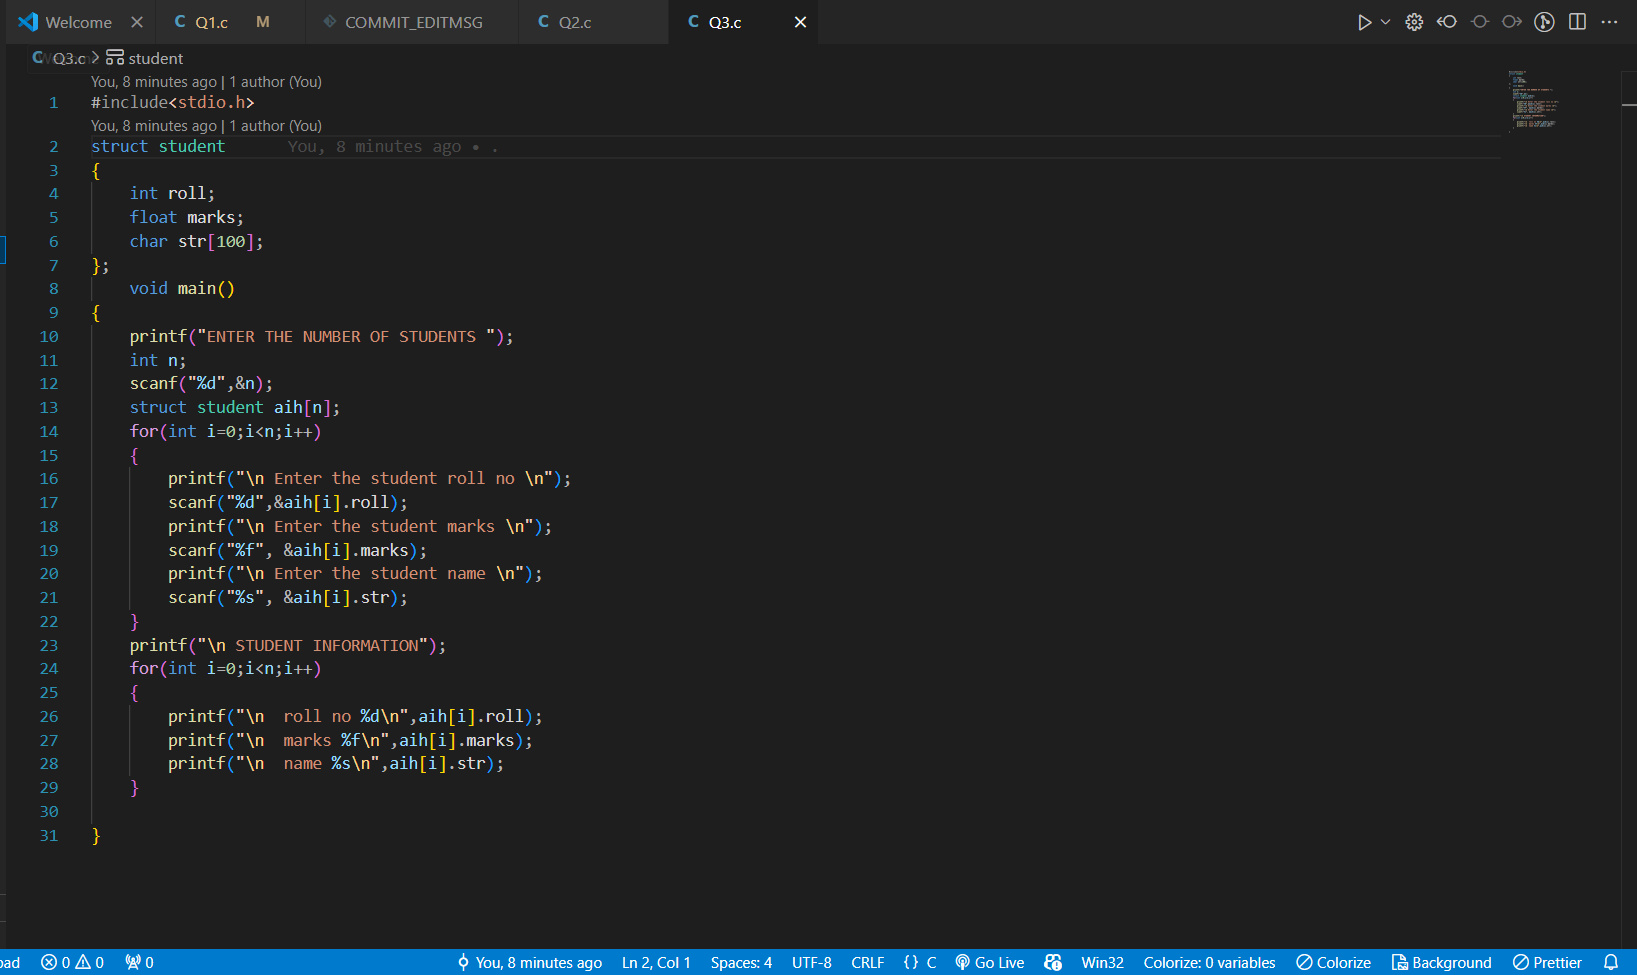 Welcome Q1.c M COMMIT_EDITMSG Q2.c Q3.c
Q3.c > student
You, 8 minutes ago | 1 author (You)
1 #include<stdio.h>
You, 8 minutes ago | 1 author (You)
2 struct student You, 8 minutes ago • .
3 {
4 int roll;
5 float marks;
6 char str[100];
7 };
8 void main()
9 {
10 printf("ENTER THE NUMBER OF STUDENTS ");
11 int n;
12 scanf("%d",&n);
13 struct student aih[n];
14 for(int i=0;i<n;i++)
15 {
16 printf("\n Enter the student roll no \n");
17 scanf("%d",&aih[i].roll);
18 printf("\n Enter the student marks \n");
19 scanf("%f", &aih[i].marks);
20 printf("\n Enter the student name \n");
21 scanf("%s", &aih[i].str);
22 }
23 printf("\n STUDENT INFORMATION");
24 for(int i=0;i<n;i++)
25 {
26 printf("\n  roll no %d\n",aih[i].roll);
27 printf("\n  marks %f\n",aih[i].marks);
28 printf("\n  name %s\n",aih[i].str);
29 }
30
31 }
oad 0 0 0 You, 8 minutes ago Ln 2, Col 1 Spaces: 4 UTF-8 CRLF {} C Go Live Win32 Colorize: 0 variables Colorize Background Prettier